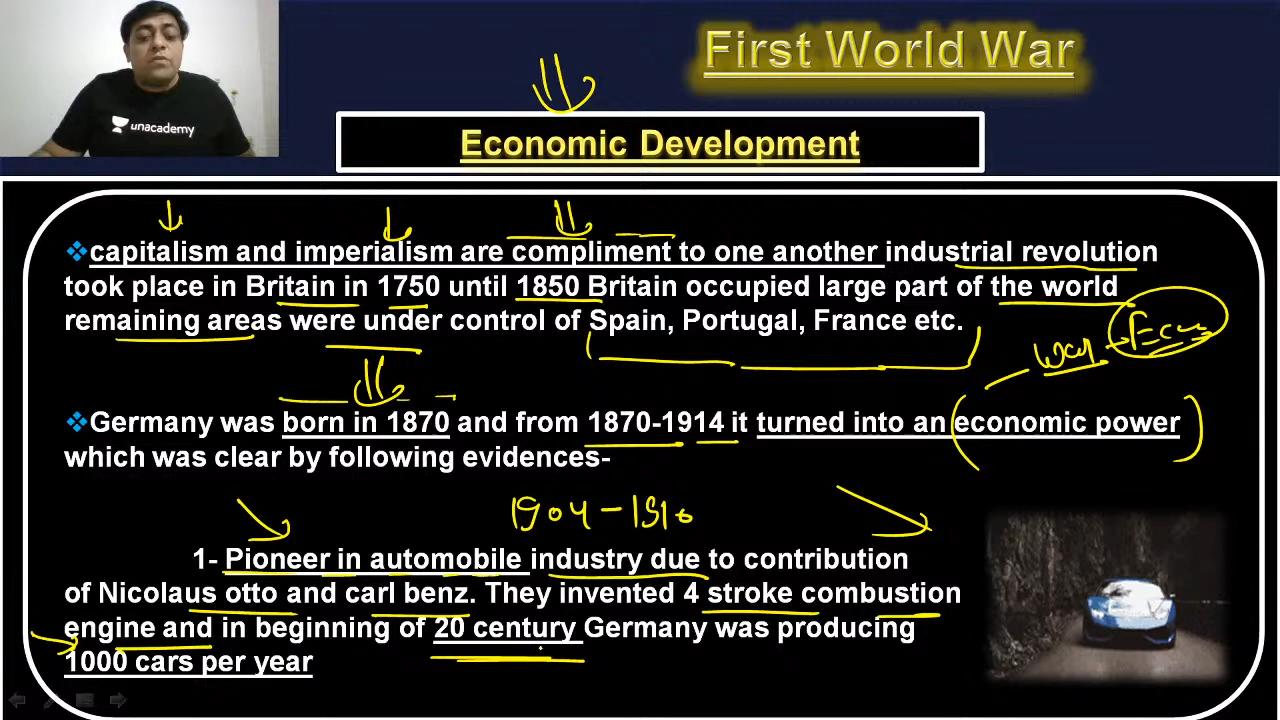 First World War
unacademy
Economic Development
capitalism and imperialism are compliment to one another industrial revolution
took place in Britain in 1750 until 1850 Britain occupied large part of the world
remaining areas were under control of Spain, Portugal, France etc.
Germany was born in 1870 and from 1870-1914 it turned into an economic power
which was clear by following evidences-
1- Pioneer in automobile industry due to contribution
of Nicolaus otto and carl benz. They invented 4 stroke combustion
engine and in beginning of 20 century Germany was producing
1000 cars per year